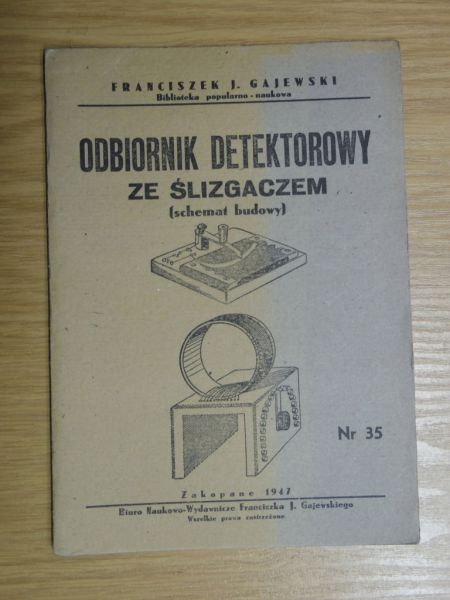 FRANCISZEK J. GAJEWSKI
Biblioteka popularno-naukowa
ODBIORNIK DETEKTOROWY
ZE ŚLIZGACZEM
(schemat budowy)
Nr 35
Zakopane 1947
Biuro Naukowo-Wydawnicze Franciszka J. Gajewskiego
Wszelkie prawa zastrzeżone